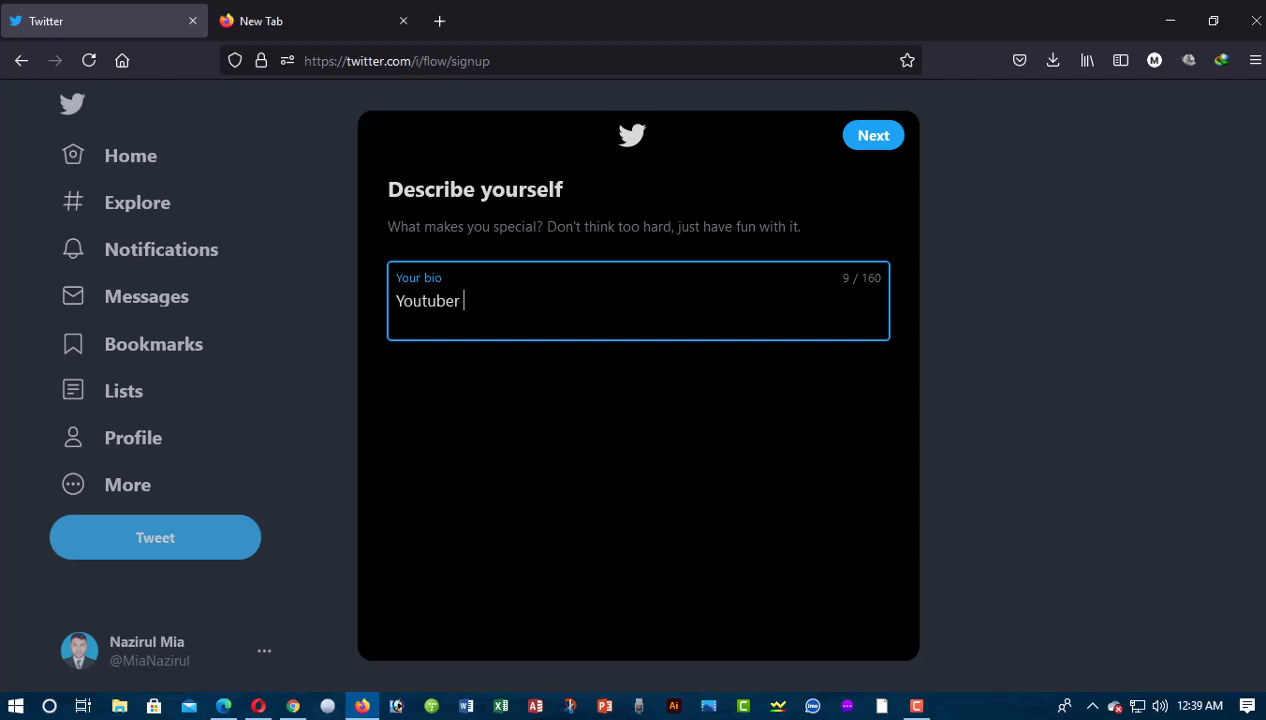 Twitter
New Tab
https://twitter.com/i/flow/signup
Home
Explore
Notifications
Messages
Bookmarks
Lists
Profile
More
Tweet
Nazirul Mia
@MiaNazirul
Next
Describe yourself
What makes you special? Don't think too hard, just have fun with it.
Your bio
9 / 160
Youtuber
12:39 AM